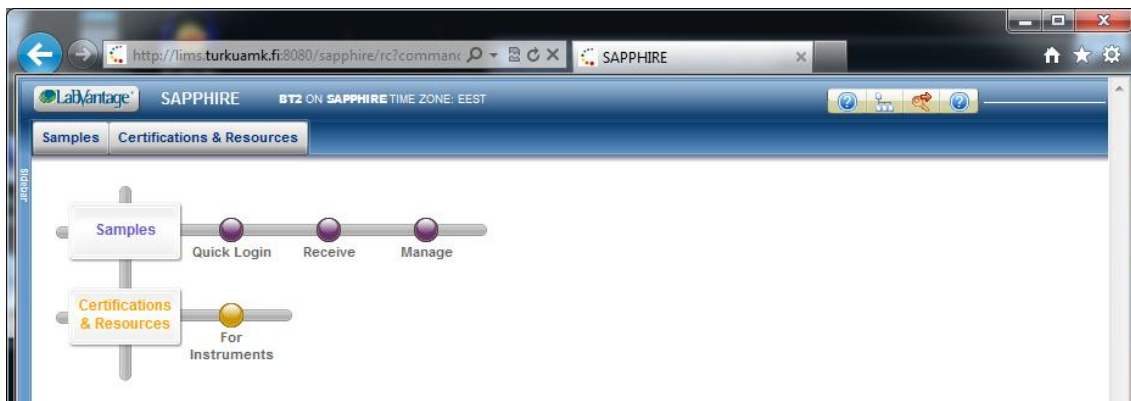 http://lims.turkuamk.fi:8080/sapphire/rc?comman
SAPPHIRE
LabVantage
SAPPHIRE
BT2 ON SAPPHIRE TIME ZONE: EEST
Samples
Certifications & Resources
Sidebar
Samples
Quick Login
Receive
Manage
Certifications
& Resources
For
Instruments